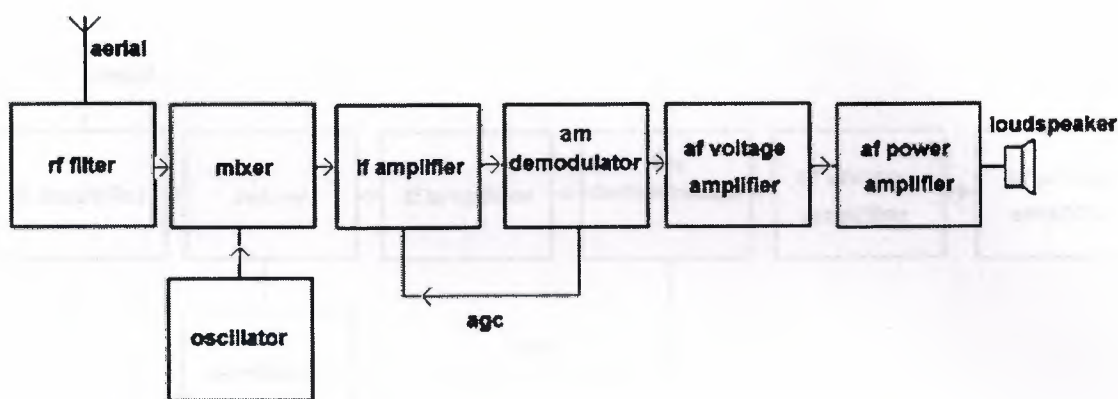 aerial
rf filter
mixer
if amplifier
am
demodulator
af voltage
amplifier
af power
amplifier
loudspeaker
oscillator
agc